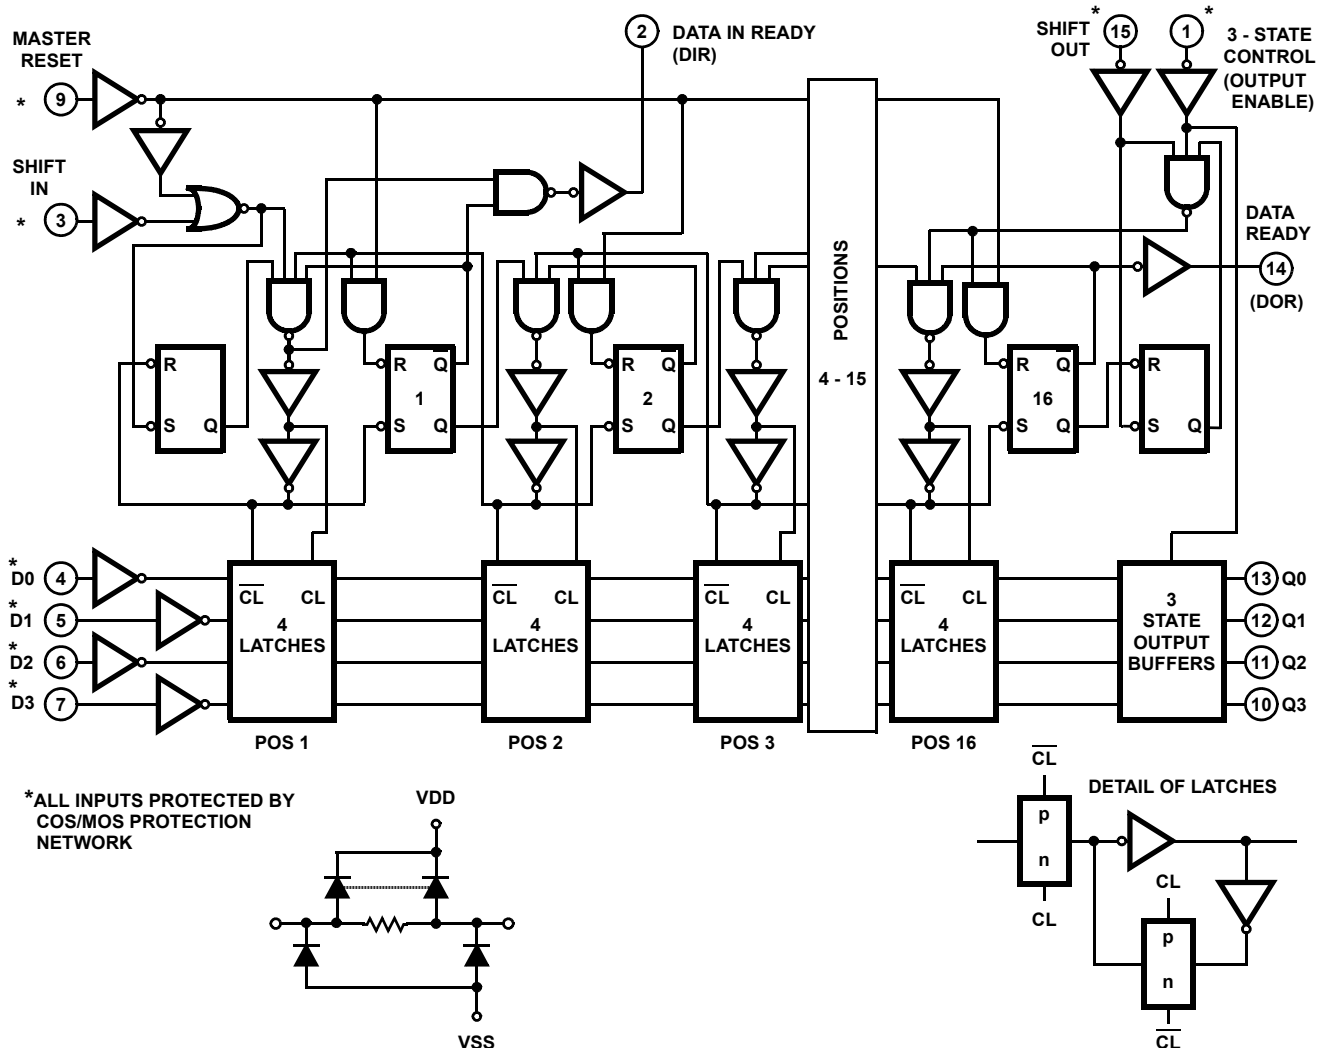 MASTER
RESET
* 9
SHIFT
IN
* 3
2 DATA IN READY
(DIR)
SHIFT
OUT
* 15
1 *
3 - STATE
CONTROL
(OUTPUT
ENABLE)
DATA
READY
14
(DOR)
R
S Q
R Q
1
S Q
R Q
2
S Q
POSITIONS
4 - 15
R Q
16
S Q
R
S Q
*
D0 4
*
D1 5
*
D2 6
*
D3 7
CL CL
4
LATCHES
POS 1
CL CL
4
LATCHES
POS 2
CL CL
4
LATCHES
POS 3
CL CL
4
LATCHES
POS 16
3
STATE
OUTPUT
BUFFERS
13 Q0
12 Q1
11 Q2
10 Q3
*ALL INPUTS PROTECTED BY
COS/MOS PROTECTION
NETWORK
VDD
VSS
DETAIL OF LATCHES
CL
p
n
CL
CL
p
n
CL